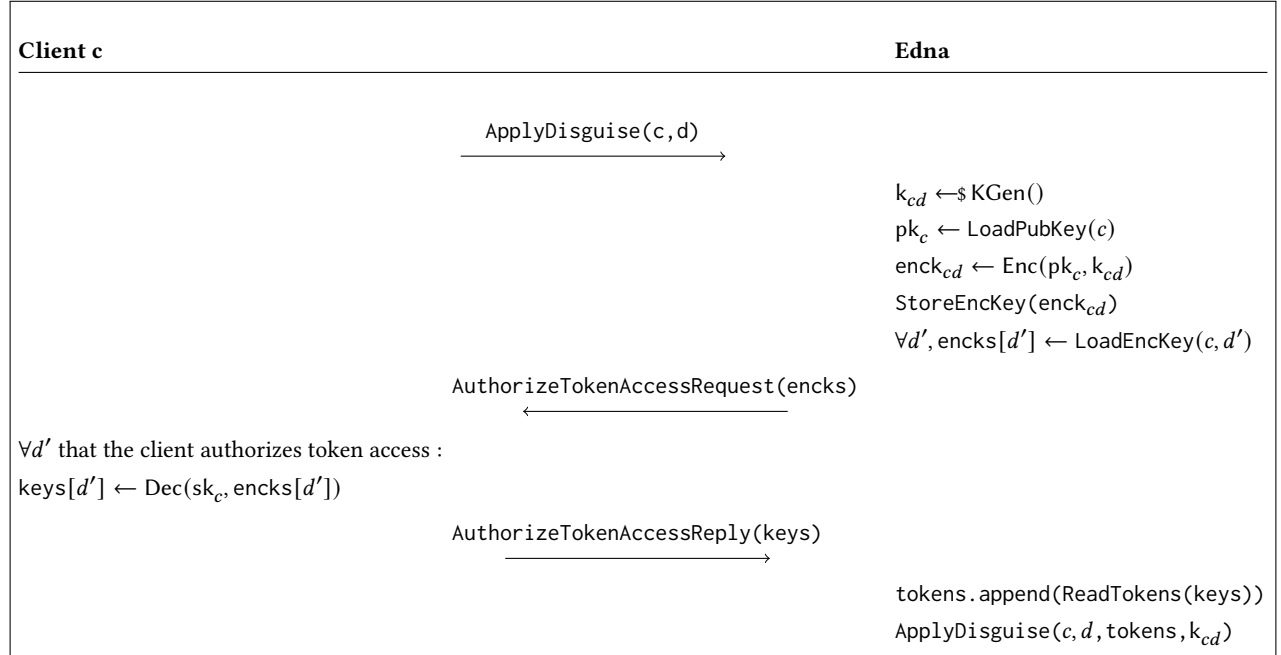 Client c
Edna
ApplyDisguise(c,d)
k_cd ←$ KGen()
pk_c ← LoadPubKey(c)
enck_cd ← Enc(pk_c, k_cd)
StoreEncKey(enck_cd)
∀d′, encks[d′] ← LoadEncKey(c, d′)
AuthorizeTokenAccessRequest(encks)
∀d′ that the client authorizes token access :
keys[d′] ← Dec(sk_c, encks[d′])
AuthorizeTokenAccessReply(keys)
tokens.append(ReadTokens(keys))
ApplyDisguise(c, d,tokens,k_cd)